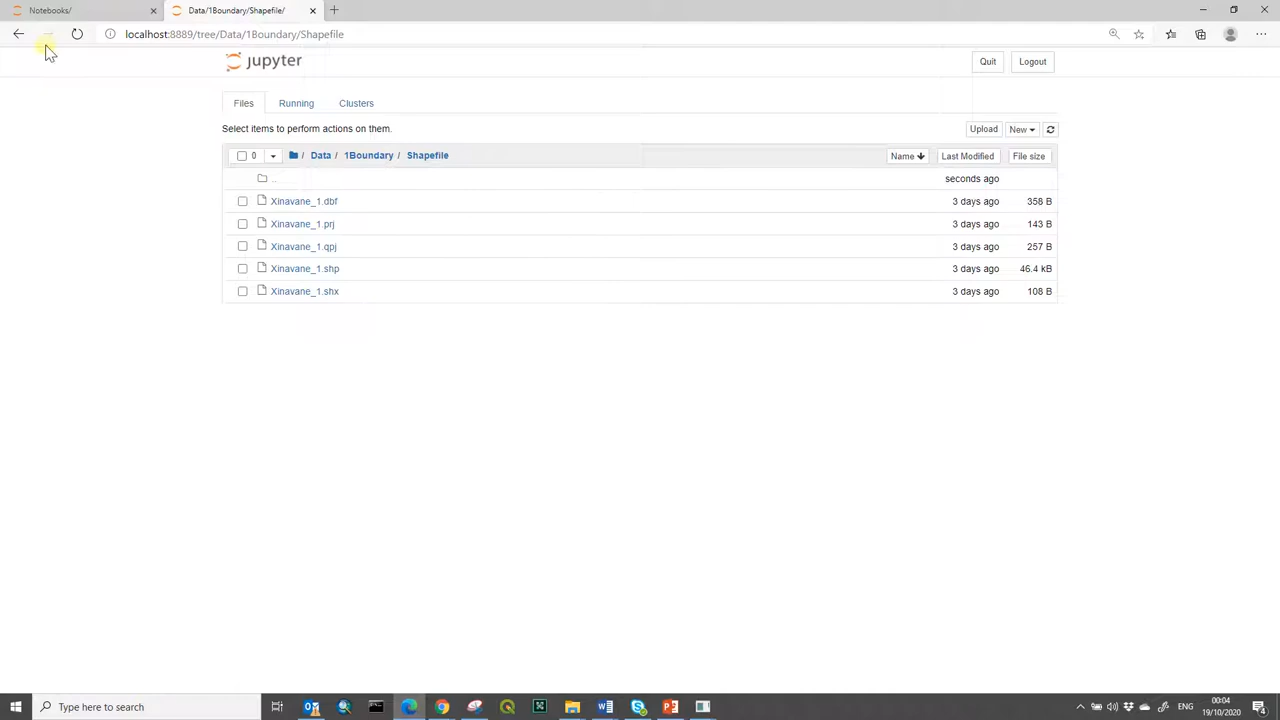 Notebooks/
Data/1Boundary/Shapefile/
localhost:8889/tree/Data/1Boundary/Shapefile
jupyter
Quit
Logout
Files
Running
Clusters
Select items to perform actions on them.
Upload
New
0
/ Data / 1Boundary / Shapefile
Name
Last Modified
File size
..
seconds ago
Xinavane_1.dbf 3 days ago 358 B
Xinavane_1.prj 3 days ago 143 B
Xinavane_1.qpj 3 days ago 257 B
Xinavane_1.shp 3 days ago 46.4 kB
Xinavane_1.shx 3 days ago 108 B
Type here to search
ENG
00:04
19/10/2020